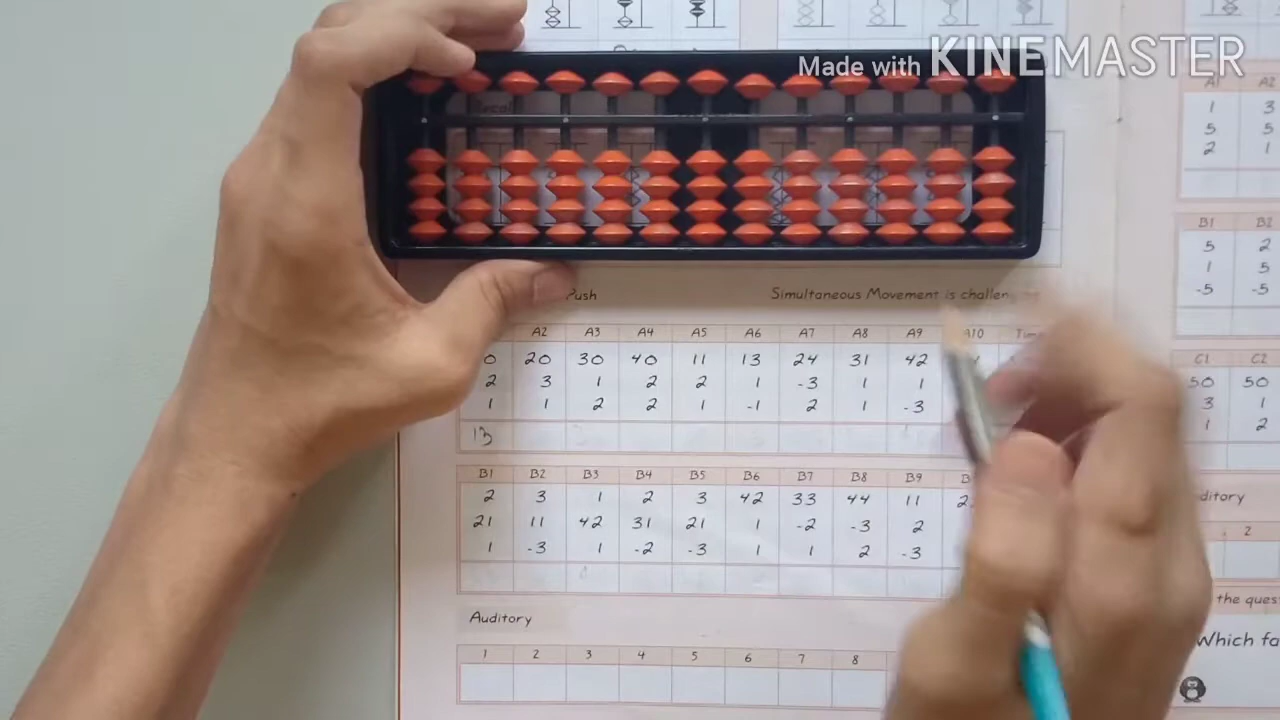 Made with KINEMASTER
Push Simultaneous Movement is
A2 A3 A4 A5 A6 A7 A8 A9 A10
0 20 30 40 11 13 24 31 42
2 3 1 2 2 1 -3 1 1
1 1 2 2 1 -1 2 1 -3
13
B1 B2 B3 B4 B5 B6 B7 B8 B9
2 3 1 2 3 42 33 44 11
21 11 42 31 21 1 -2 -3 2
1 -3 1 -2 -3 1 1 2 -3
Auditory
1 2 3 4 5 6 7 8
A1 A2
1 3
5 5
2 1
B1 B2
5 2
1 5
-5 -5
C1 C2
50 50
3 1
1 2
2
the
Which